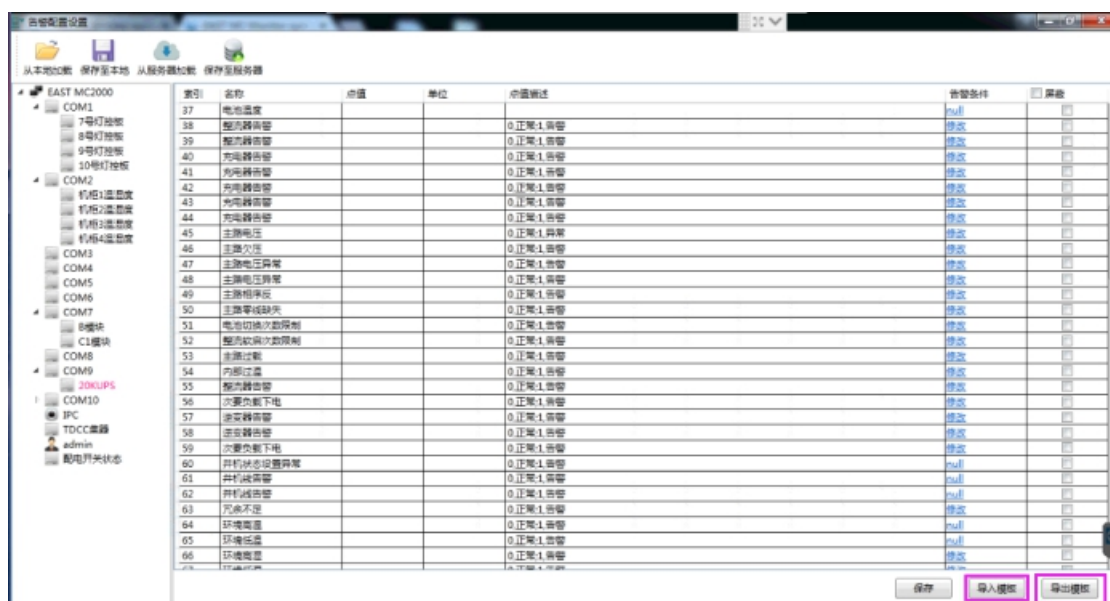 告警配置设置
从本地加载 保存至本地 从服务器加载 保存至服务器
EAST MC2000
COM1
7号灯控板
8号灯控板
9号灯控板
10号灯控板
COM2
机柜1温湿度
机柜2温湿度
机柜3温湿度
机柜4温湿度
COM3
COM4
COM5
COM6
COM7
B模块
C1模块
COM8
COM9
20KUPS
COM10
IPC
TDCC集器
admin
配电开关状态
索引 名称 点值 单位 点值描述 告警条件 屏蔽
37 电池温度 null
38 整流器告警 0,正常;1,告警 修改
39 整流器告警 0,正常;1,告警 修改
40 充电器告警 0,正常;1,告警 修改
41 充电器告警 0,正常;1,告警 修改
42 充电器告警 0,正常;1,告警 修改
43 充电器告警 0,正常;1,告警 修改
44 充电器告警 0,正常;1,告警 修改
45 主路电压 0,正常;1,异常 修改
46 主路欠压 0,正常;1,告警 修改
47 主路电压异常 0,正常;1,告警 修改
48 主路电压异常 0,正常;1,告警 修改
49 主路相序反 0,正常;1,告警 修改
50 主路零线缺失 0,正常;1,告警 修改
51 电池切换次数限制 0,正常;1,告警 修改
52 整流软启次数限制 0,正常;1,告警 修改
53 主路过载 0,正常;1,告警 修改
54 内部过温 0,正常;1,告警 修改
55 整流器告警 0,正常;1,告警 修改
56 次要负载下电 0,正常;1,告警 修改
57 逆变器告警 0,正常;1,告警 修改
58 逆变器告警 0,正常;1,告警 修改
59 次要负载下电 0,正常;1,告警 修改
60 并机状态设置异常 0,正常;1,告警 null
61 并机线告警 0,正常;1,告警 null
62 并机线告警 0,正常;1,告警 修改
63 冗余不足 0,正常;1,告警 修改
64 环境高温 0,正常;1,告警 null
65 环境低温 0,正常;1,告警 null
66 环境高湿 0,正常;1,告警 修改
保存 导入模板 导出模板